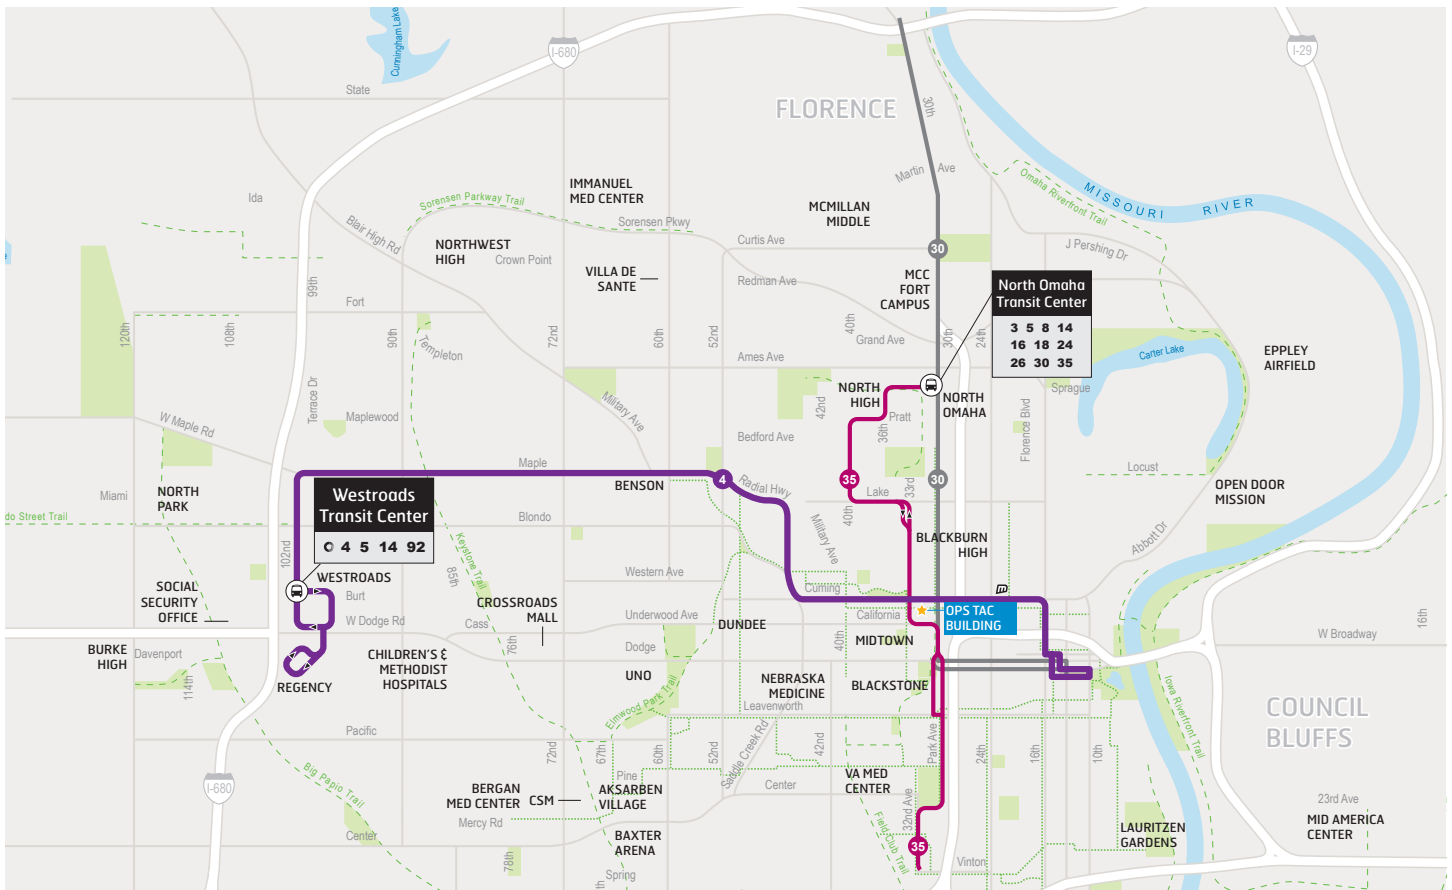 Cunningham Lake
I-680
I-29
State
FLORENCE
30th
Martin Ave
Omaha Riverfront Trail
MISSOURI RIVER
IMMANUEL
MED CENTER
Ida
Sorensen Parkway Trail
Sorensen Pkwy
MCMILLAN
MIDDLE
Blair High Rd
NORTHWEST
HIGH
Crown Point
Curtis Ave
30
J Pershing Dr
VILLA DE
SANTE
Redman Ave
MCC
FORT
CAMPUS
North Omaha
Transit Center
3 5 8 14
16 18 24
26 30 35
99th
Fort
120th
108th
90th
Templeton
72nd
60th
52nd
40th
Grand Ave
30th
24th
Ames Ave
Carter Lake
EPPLEY
AIRFIELD
Terrace Dr
Maplewood
W Maple Rd
Military Ave
42nd
NORTH
HIGH
Pratt
36th
NORTH
OMAHA
Sprague
Florence Blvd
Bedford Ave
Maple
BENSON
4
Radial Hwy
35
33rd
30
Locust
Miami
NORTH
PARK
Westroads
Transit Center
O 4 5 14 92
Lake
40th
OPEN DOOR
MISSION
do Street Trail
Blondo
Military Ave
BLACKBURN
HIGH
Abbott Dr
102nd
Keystone Trail
85th
WESTROADS
Burt
W Dodge Rd
Western Ave
Cuming
SOCIAL
SECURITY
OFFICE
CROSSROADS
MALL
Underwood Ave
California
OPS TAC
BUILDING
16th
Cass
76th
DUNDEE
40th
MIDTOWN
W Broadway
BURKE
HIGH
Davenport
CHILDREN'S &
METHODIST
HOSPITALS
Dodge
UNO
NEBRASKA
MEDICINE
BLACKSTONE
114th
REGENCY
Elmwood Park Trail
Leavenworth
Iowa Riverfront Trail
COUNCIL
BLUFFS
Pacific
72nd
67th
60th
52nd
Saddle Creek Rd
42nd
Park Ave
24th
16th
10th
I-680
Big Papio Trail
Pine
Center
VA MED
CENTER
BERGAN
MED CENTER
CSM
AKSARBEN
VILLAGE
32nd Ave
23rd Ave
Mercy Rd
Field Club Trail
LAURITZEN
GARDENS
MID AMERICA
CENTER
Center
BAXTER
ARENA
35
78th
Vinton
Spring
th